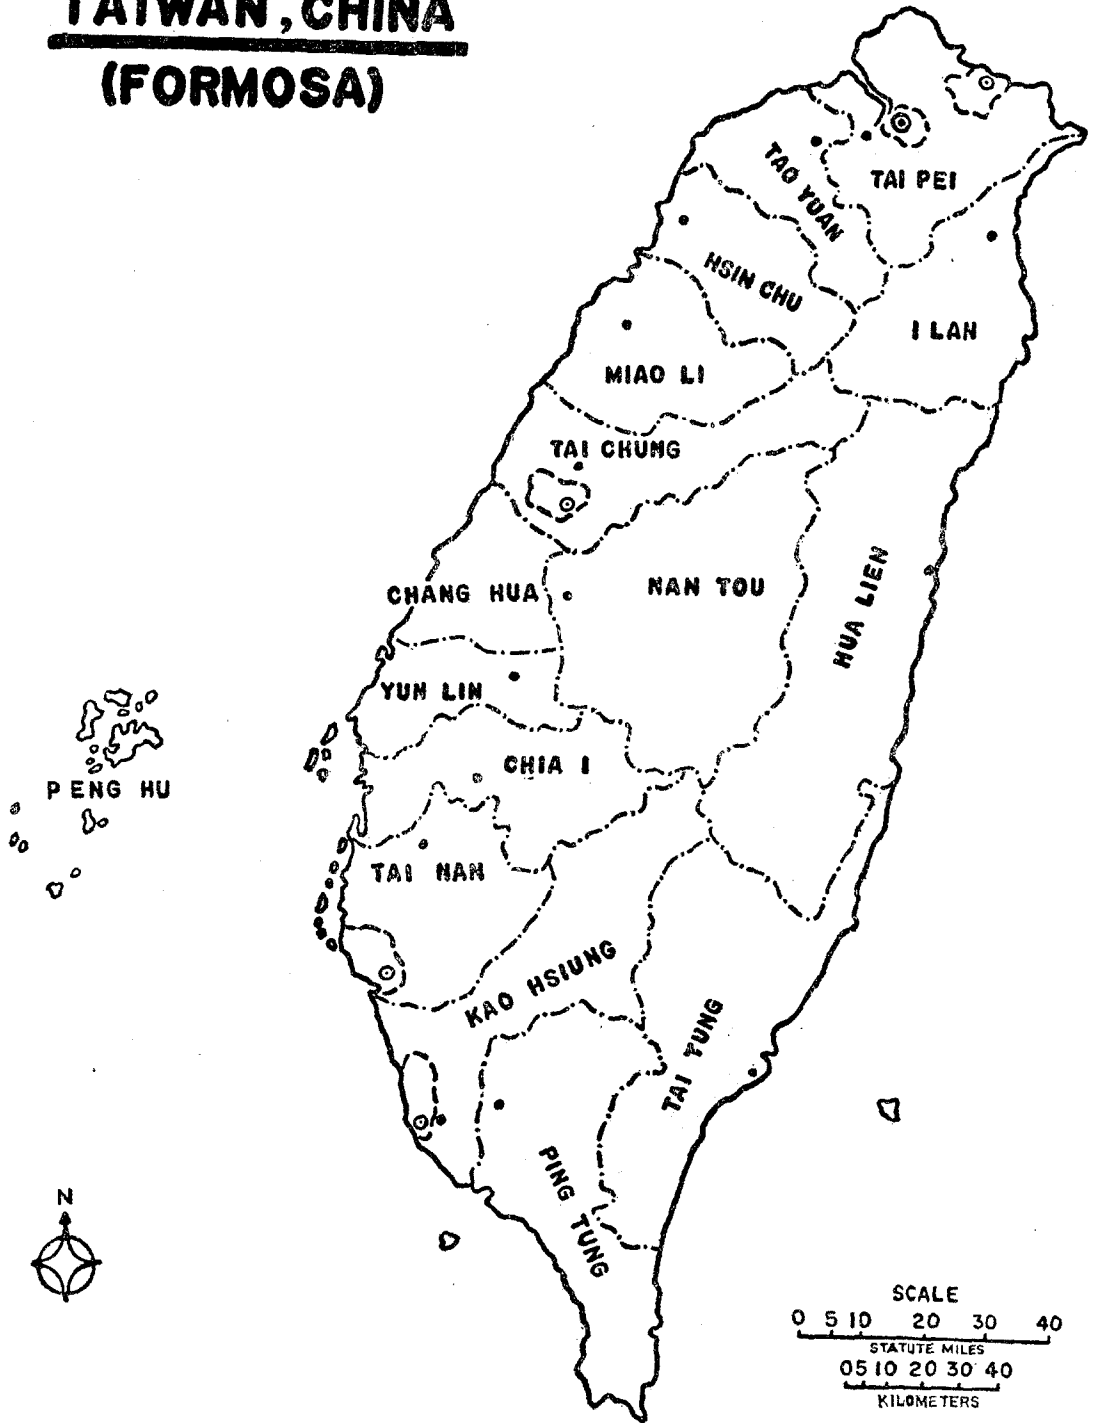 TAIWAN, CHINA
(FORMOSA)
TAO YUAN
TAI PEI
HSIN CHU
I LAN
MIAO LI
TAI CHUNG
CHANG HUA
NAN TOU
HUA LIEN
YUN LIN
CHIA I
PENG HU
TAI NAN
KAO HSIUNG
TAI TUNG
PING TUNG
N
SCALE
0 5 10 20 30 40
STATUTE MILES
0 5 10 20 30 40
KILOMETERS